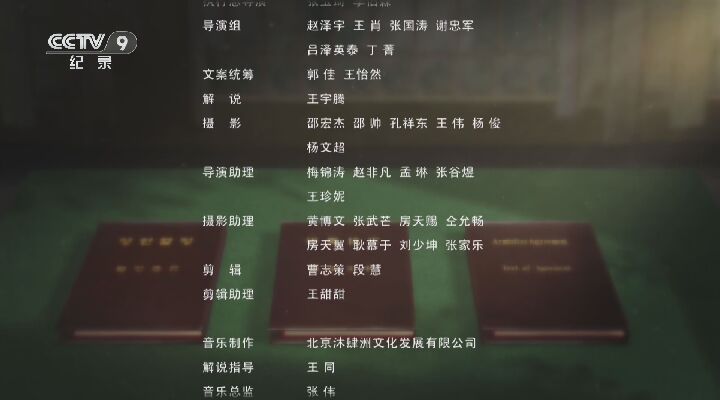 CCTV 9
纪 录
导演组 赵泽宇 王 肖 张国涛 谢忠军
吕泽英泰 丁 菁
文案统筹 郭 佳 王怡然
解 说 王宇腾
摄 影 邵宏杰 邵 帅 孔祥东 王 伟 杨 俊
杨文超
导演助理 梅锦涛 赵非凡 孟 琳 张谷煜
王珍妮
摄影助理 黄博文 张武芒 房天赐 仝允畅
房天翼 耿慕于 刘少坤 张家乐
剪 辑 曹志策 段 慧
剪辑助理 王甜甜
音乐制作 北京沐肆洲文化发展有限公司
解说指导 王 同
音乐总监 张 伟
Armistice Agreement